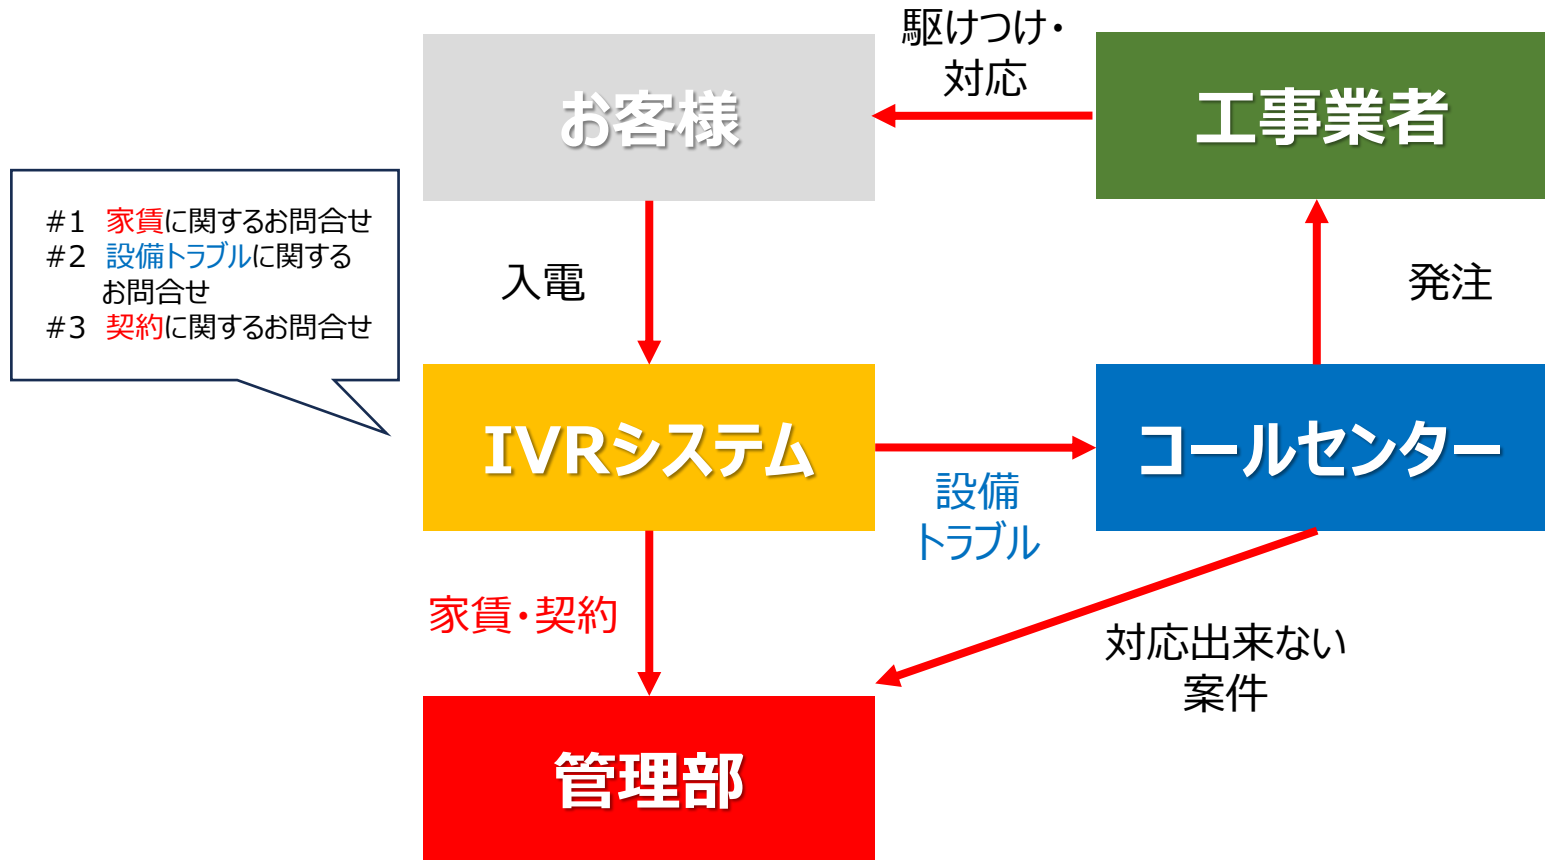 駆けつけ・
対応
お客様
工事業者
#1 家賃に関するお問合せ
#2 設備トラブルに関する
お問合せ
#3 契約に関するお問合せ
入電
発注
IVRシステム
コールセンター
設備
トラブル
家賃・契約
対応出来ない
案件
管理部